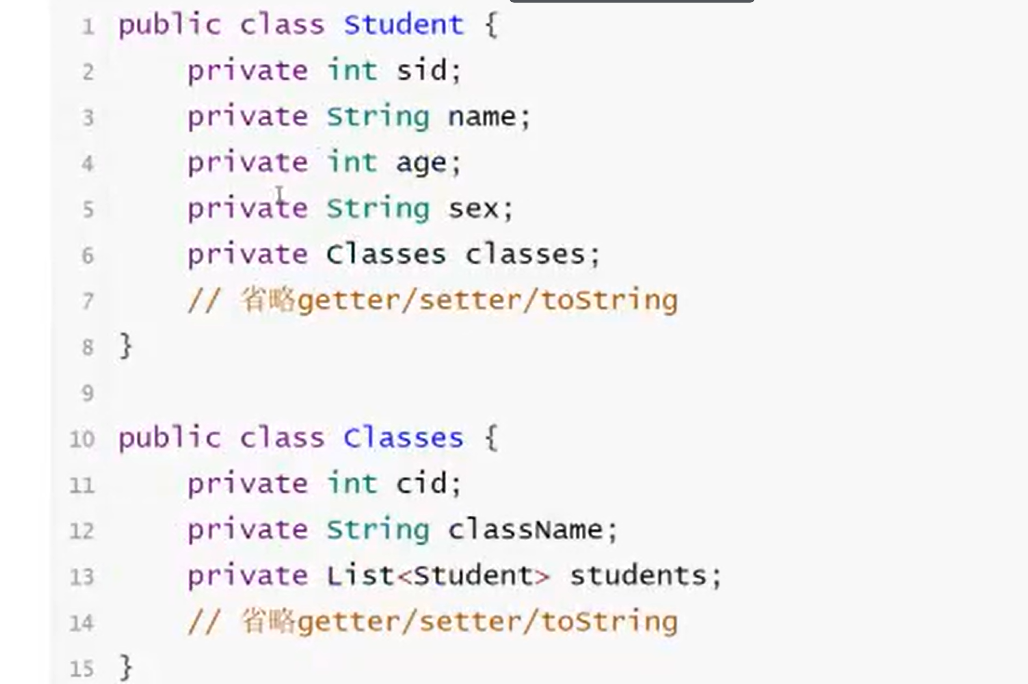 1 public class Student {
2 private int sid;
3 private String name;
4 private int age;
5 private String sex;
6 private Classes classes;
7 // 省略getter/setter/toString
8 }
9
10 public class Classes {
11 private int cid;
12 private String className;
13 private List<Student> students;
14 // 省略getter/setter/toString
15 }